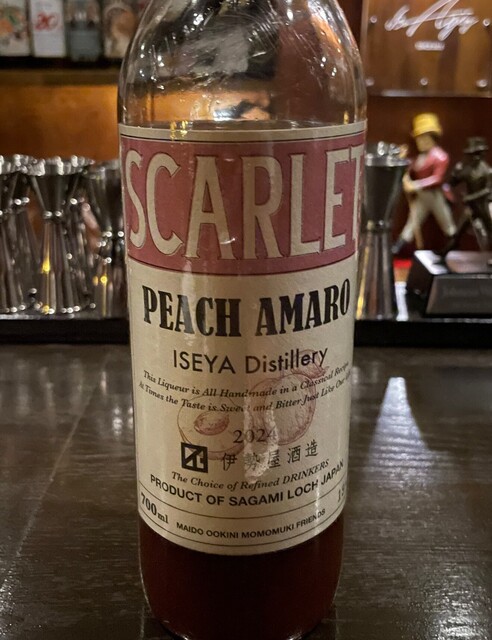 SCARLET
PEACH AMARO
ISEYA Distillery
This Liqueur is All Handmade in a Classical Recipe
At Times the Taste is Sweet and Bitter Just Like Our
2024
伊勢屋酒造
The Choice of Refined DRINKERS
PRODUCT OF SAGAMI LOCH JAPAN
700ml
MAIDO OOKINI MOMOMUKI FRIENDS